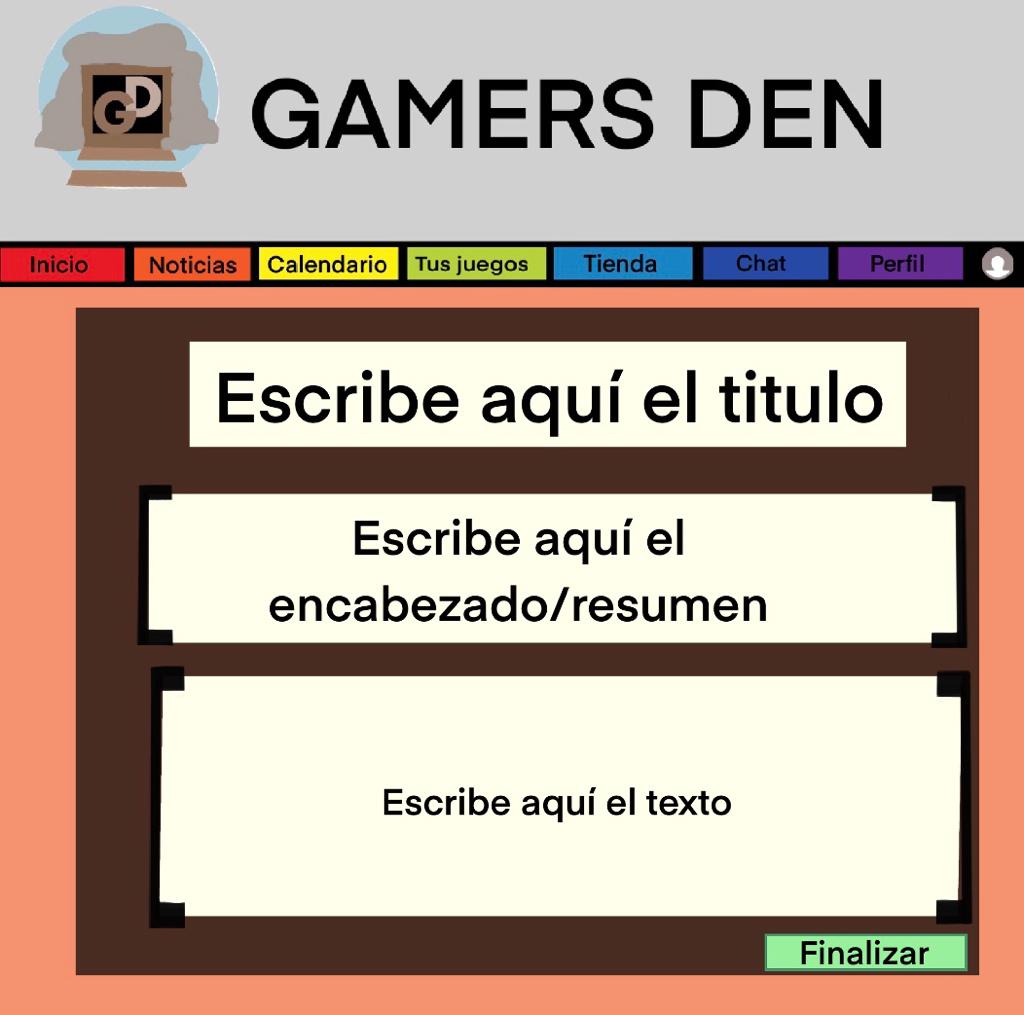 GD
GAMERS DEN
Inicio
Noticias
Calendario
Tus juegos
Tienda
Chat
Perfil
Escribe aquí el titulo
Escribe aquí el
encabezado/resumen
Escribe aquí el texto
Finalizar